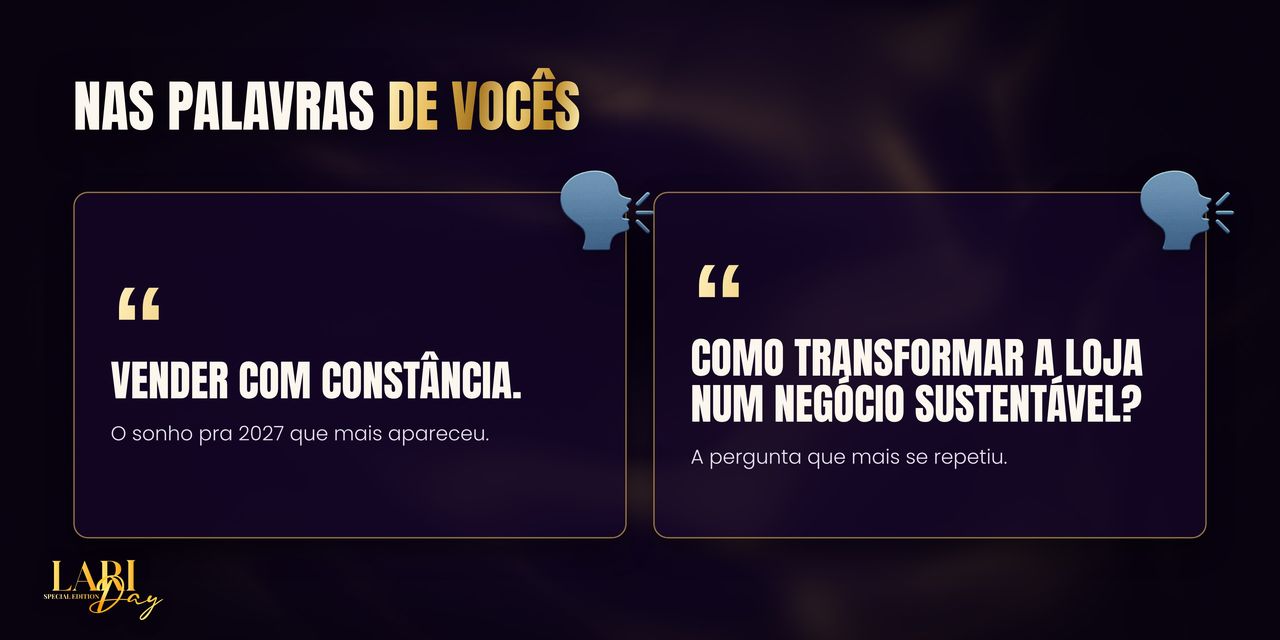 NAS PALAVRAS DE VOCÊS
“
VENDER COM CONSTÂNCIA.
O sonho pra 2027 que mais apareceu.
“
COMO TRANSFORMAR A LOJA
NUM NEGÓCIO SUSTENTÁVEL?
A pergunta que mais se repetiu.
LARI
SPECIAL EDITION Day